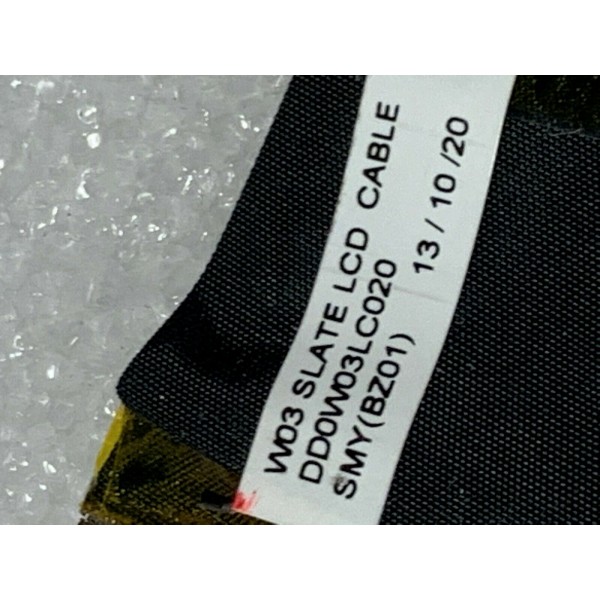 W03 SLATE LCD CABLE
DD0W03LC020
SMY(BZ01)
13/10/20